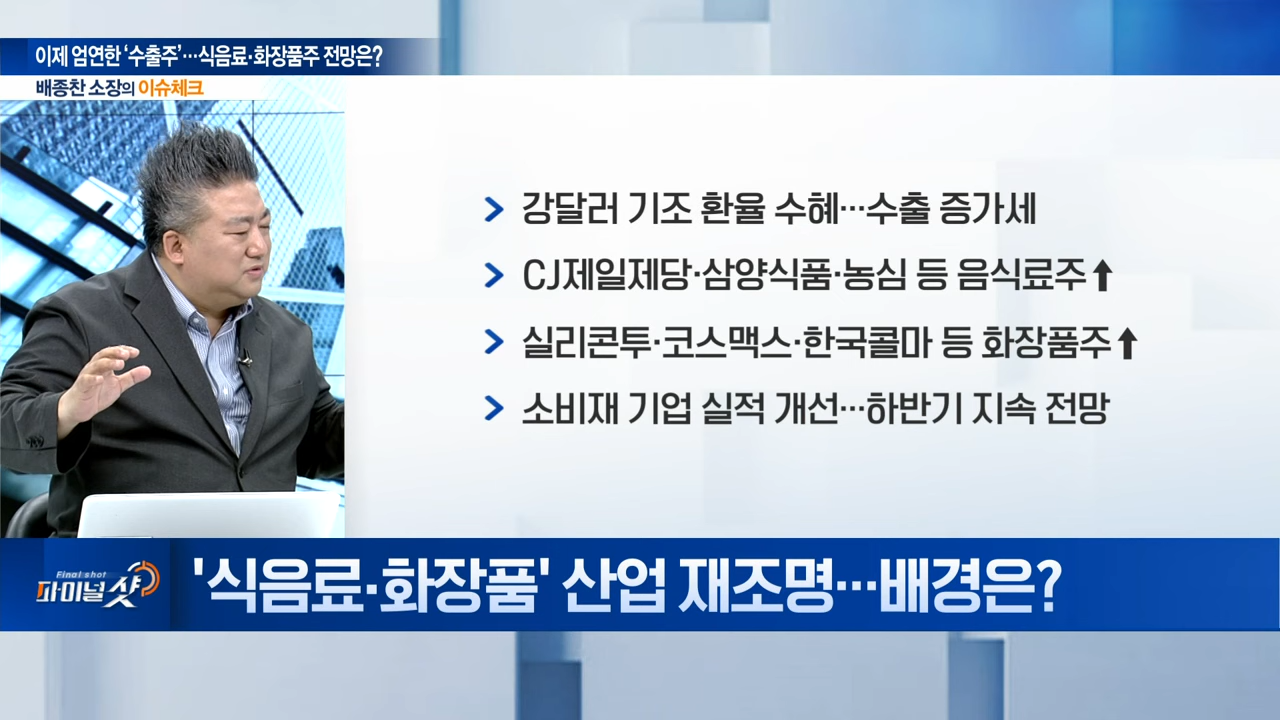 이제 엄연한 '수출주'…식음료·화장품주 전망은?
배종찬 소장의 이슈체크
강달러 기조 환율 수혜…수출 증가세
CJ제일제당·삼양식품·농심 등 음식료주⬆
실리콘투·코스맥스·한국콜마 등 화장품주⬆
소비재 기업 실적 개선…하반기 지속 전망
Final shot
파이널 샷
'식음료·화장품' 산업 재조명…배경은?